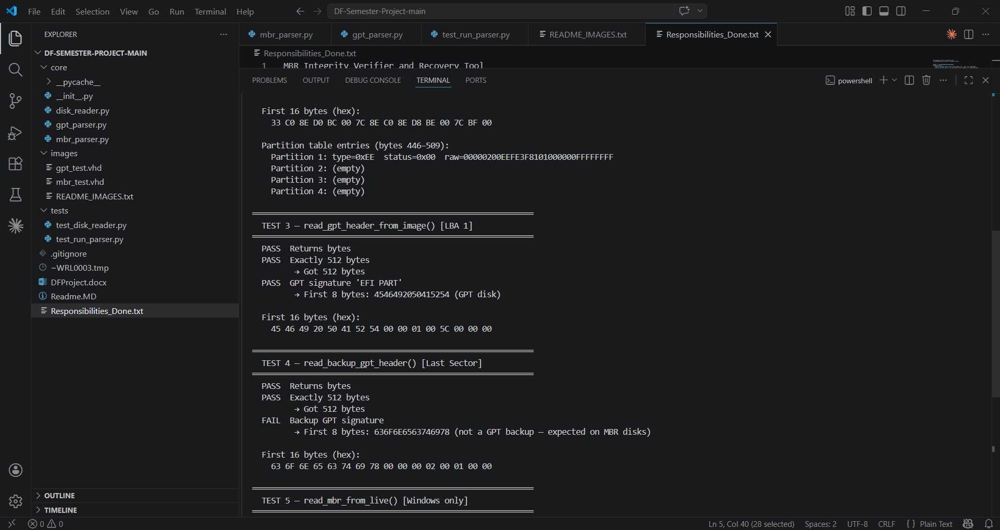 File Edit Selection View Go Run Terminal Help
DF-Semester-Project-main
EXPLORER
DF-SEMESTER-PROJECT-MAIN
core
__pycache__
__init__.py
disk_reader.py
gpt_parser.py
mbr_parser.py
images
gpt_test.vhd
mbr_test.vhd
README_IMAGES.txt
tests
test_disk_reader.py
test_run_parser.py
.gitignore
~WRL0003.tmp
DFProject.docx
Readme.MD
Responsibilities_Done.txt
OUTLINE
TIMELINE
mbr_parser.py gpt_parser.py test_run_parser.py README_IMAGES.txt Responsibilities_Done.txt
Responsibilities_Done.txt
1 MBR Integrity Verifier and Recovery Tool
PROBLEMS OUTPUT DEBUG CONSOLE TERMINAL PORTS
powershell
First 16 bytes (hex):
33 C0 8E D0 BC 00 7C 8E C0 8E D8 BE 00 7C BF 00
Partition table entries (bytes 446–509):
Partition 1: type=0xEE status=0x00 raw=00000200EEFE3F8101000000FFFFFFFF
Partition 2: (empty)
Partition 3: (empty)
Partition 4: (empty)
TEST 3 — read_gpt_header_from_image() [LBA 1]
PASS Returns bytes
PASS Exactly 512 bytes
→ Got 512 bytes
PASS GPT signature 'EFI PART'
→ First 8 bytes: 4546492050415254 (GPT disk)
First 16 bytes (hex):
45 46 49 20 50 41 52 54 00 00 01 00 5C 00 00 00
TEST 4 — read_backup_gpt_header() [Last Sector]
PASS Returns bytes
PASS Exactly 512 bytes
→ Got 512 bytes
FAIL Backup GPT signature
→ First 8 bytes: 636F6E6563746978 (not a GPT backup — expected on MBR disks)
First 16 bytes (hex):
63 6F 6E 65 63 74 69 78 00 00 00 02 00 01 00 00
TEST 5 — read_mbr_from_live() [Windows only]
0 0
Ln 5, Col 40 (28 selected) Spaces: 2 UTF-8 CRLF {} Plain Text